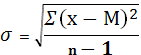 σ = √(Σ(x – M)² / (n – 1))